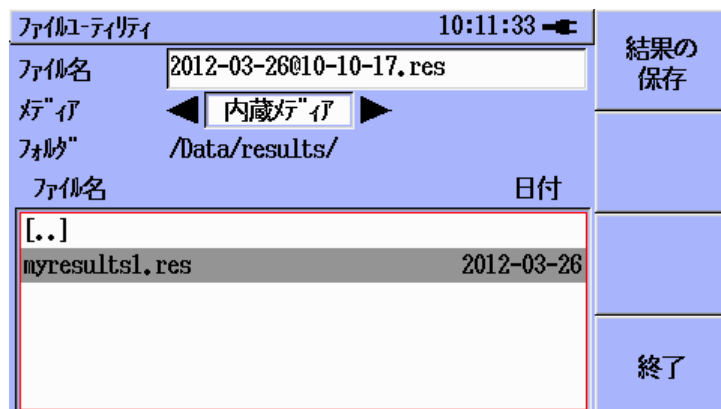 ﾌｧｲﾙﾕｰﾃｨﾘﾃｨ 10:11:33
ﾌｧｲﾙ名 2012-03-26@10-10-17.res
ﾒﾃﾞｨｱ 内蔵ﾒﾃﾞｨｱ
ﾌｫﾙﾀﾞ /Data/results/
ﾌｧｲﾙ名 日付
[..]
myresults1.res 2012-03-26
結果の
保存
終了